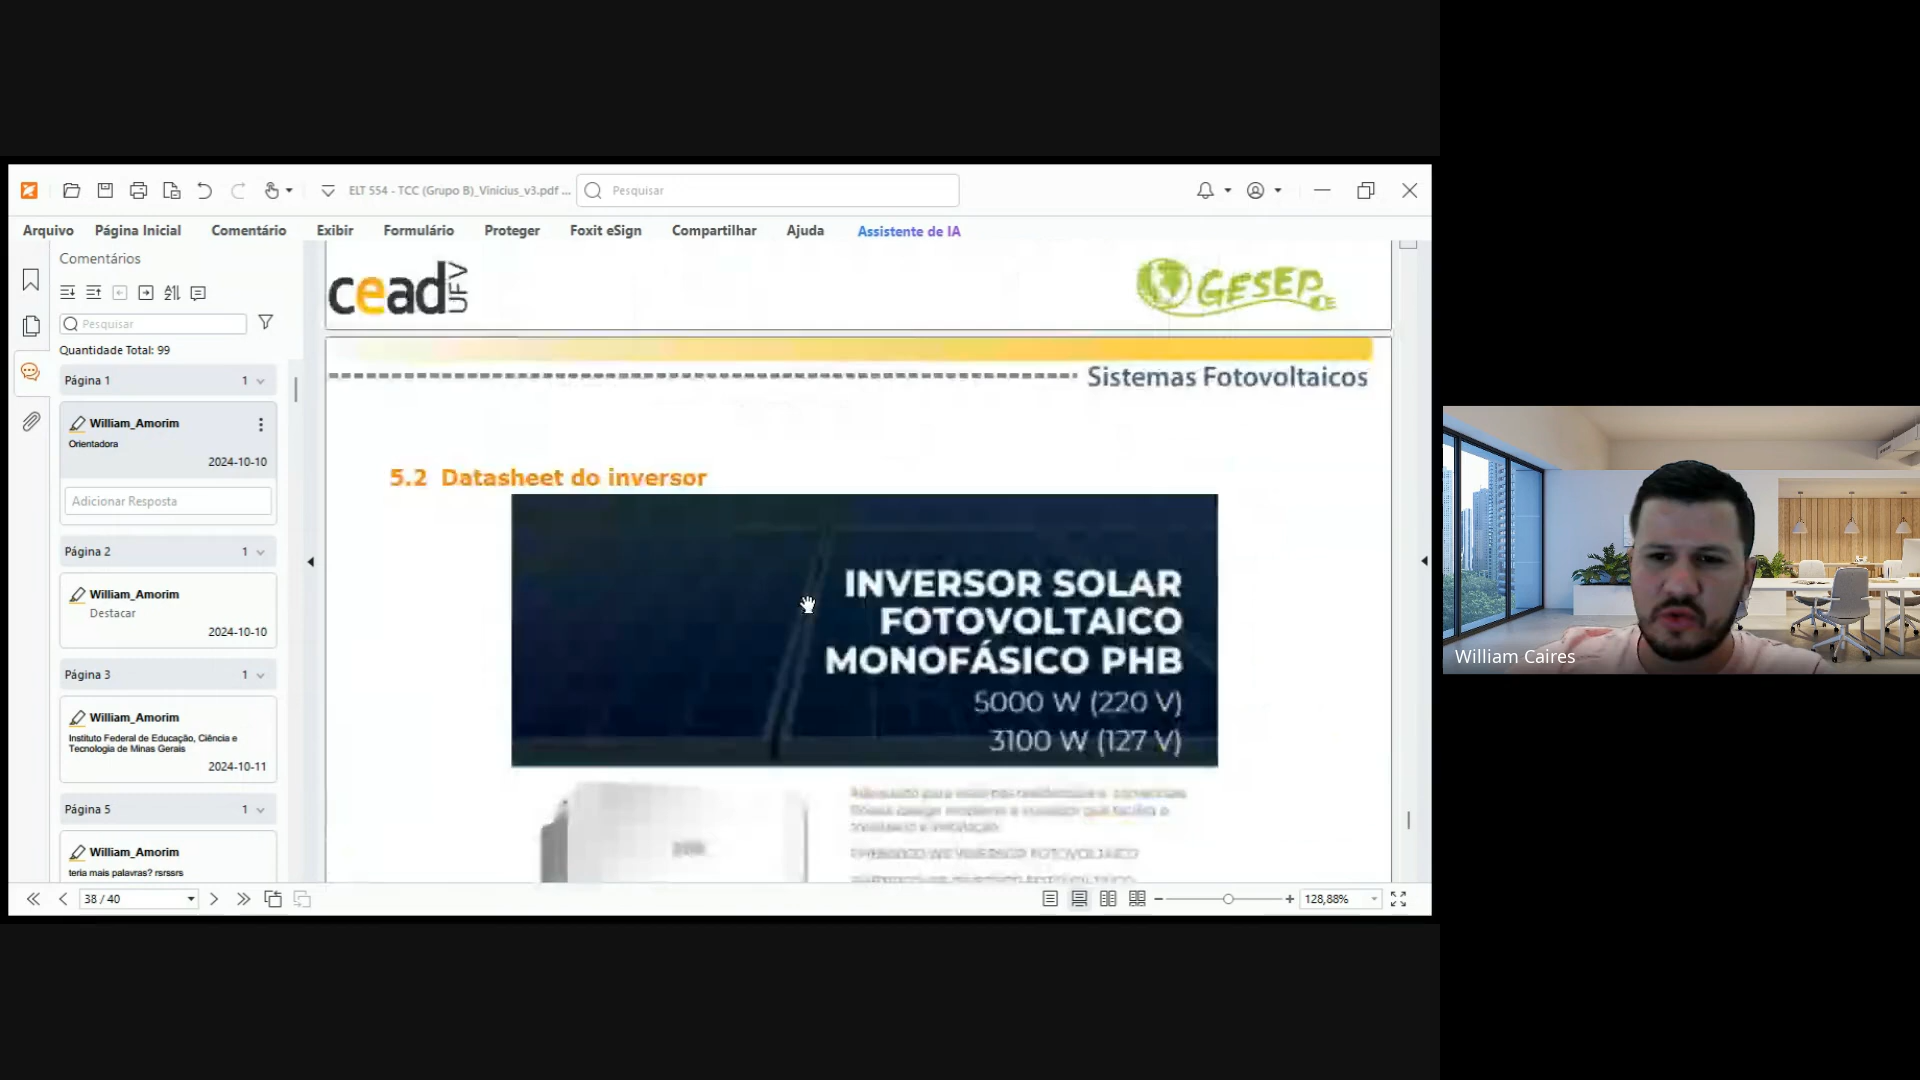 ELT 554 - TCC (Grupo B)_Vinicius_v3.pdf ...
Pesquisar
Arquivo
Página Inicial
Comentário
Exibir
Formulário
Proteger
Foxit eSign
Compartilhar
Ajuda
Assistente de IA
Comentários
Pesquisar
Quantidade Total: 99
Página 1
1
William_Amorim
Orientadora
2024-10-10
Adicionar Resposta
Página 2
1
William_Amorim
Destacar
2024-10-10
Página 3
1
William_Amorim
Instituto Federal de Educação, Ciência e
Tecnologia de Minas Gerais
2024-10-11
Página 5
1
William_Amorim
teria mais palavras? rsrsrs
cead UFV
GESEP
Sistemas Fotovoltaicos
5.2 Datasheet do inversor
INVERSOR SOLAR
FOTOVOLTAICO
MONOFÁSICO PHB
5000 W (220 V)
3100 W (127 V)
38 / 40
128,88%
William Caires